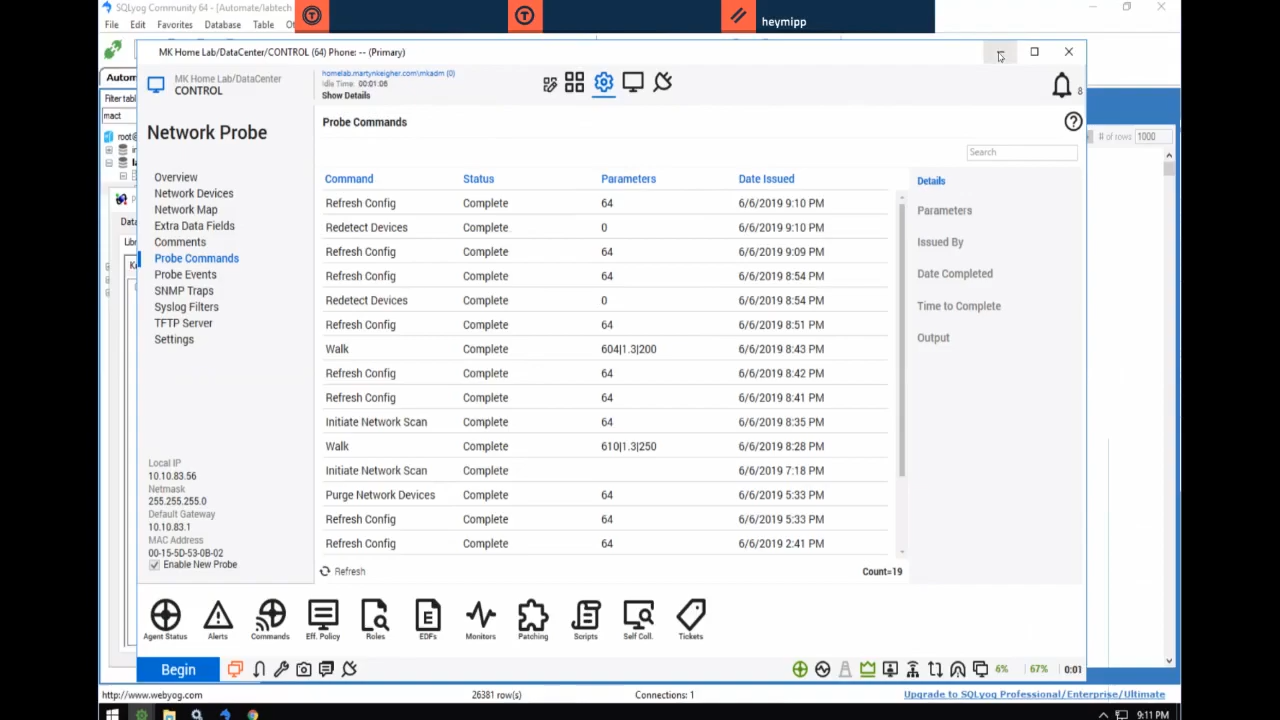 SQLyog Community 64 - [Automate/labtech
heymipp
File Edit Favorites Database Table
MK Home Lab/DataCenter/CONTROL (64) Phone: -- (Primary)
MK Home Lab/DataCenter
CONTROL
homelab.martynkeigher.com\mkadm (0)
Idle Time: 00:01:06
Show Details
8
Autom
Filter tabl
mact
root@
Network Probe
Probe Commands
# of rows 1000
Search
Overview
Network Devices
Network Map
Extra Data Fields
Comments
Probe Commands
Probe Events
SNMP Traps
Syslog Filters
TFTP Server
Settings
Command Status Parameters Date Issued
Refresh Config Complete 64 6/6/2019 9:10 PM
Redetect Devices Complete 0 6/6/2019 9:10 PM
Refresh Config Complete 64 6/6/2019 9:09 PM
Refresh Config Complete 64 6/6/2019 8:54 PM
Redetect Devices Complete 0 6/6/2019 8:54 PM
Refresh Config Complete 64 6/6/2019 8:51 PM
Walk Complete 604|1.3|200 6/6/2019 8:43 PM
Refresh Config Complete 64 6/6/2019 8:42 PM
Refresh Config Complete 64 6/6/2019 8:41 PM
Initiate Network Scan Complete 64 6/6/2019 8:35 PM
Walk Complete 610|1.3|250 6/6/2019 8:28 PM
Initiate Network Scan Complete 6/6/2019 7:18 PM
Purge Network Devices Complete 64 6/6/2019 5:33 PM
Refresh Config Complete 64 6/6/2019 5:33 PM
Refresh Config Complete 64 6/6/2019 2:41 PM
Details
Parameters
Issued By
Date Completed
Time to Complete
Output
Local IP
10.10.83.56
Netmask
255.255.255.0
Default Gateway
10.10.83.1
MAC Address
00-15-5D-53-0B-02
Enable New Probe
Refresh
Count=19
Agent Status Alerts Commands Eff. Policy Roles EDFs Monitors Patching Scripts Self Coll. Tickets
Begin
6% 67% 0:01
http://www.webyog.com 26381 row(s) Connections: 1 Upgrade to SQLyog Professional/Enterprise/Ultimate
9:11 PM